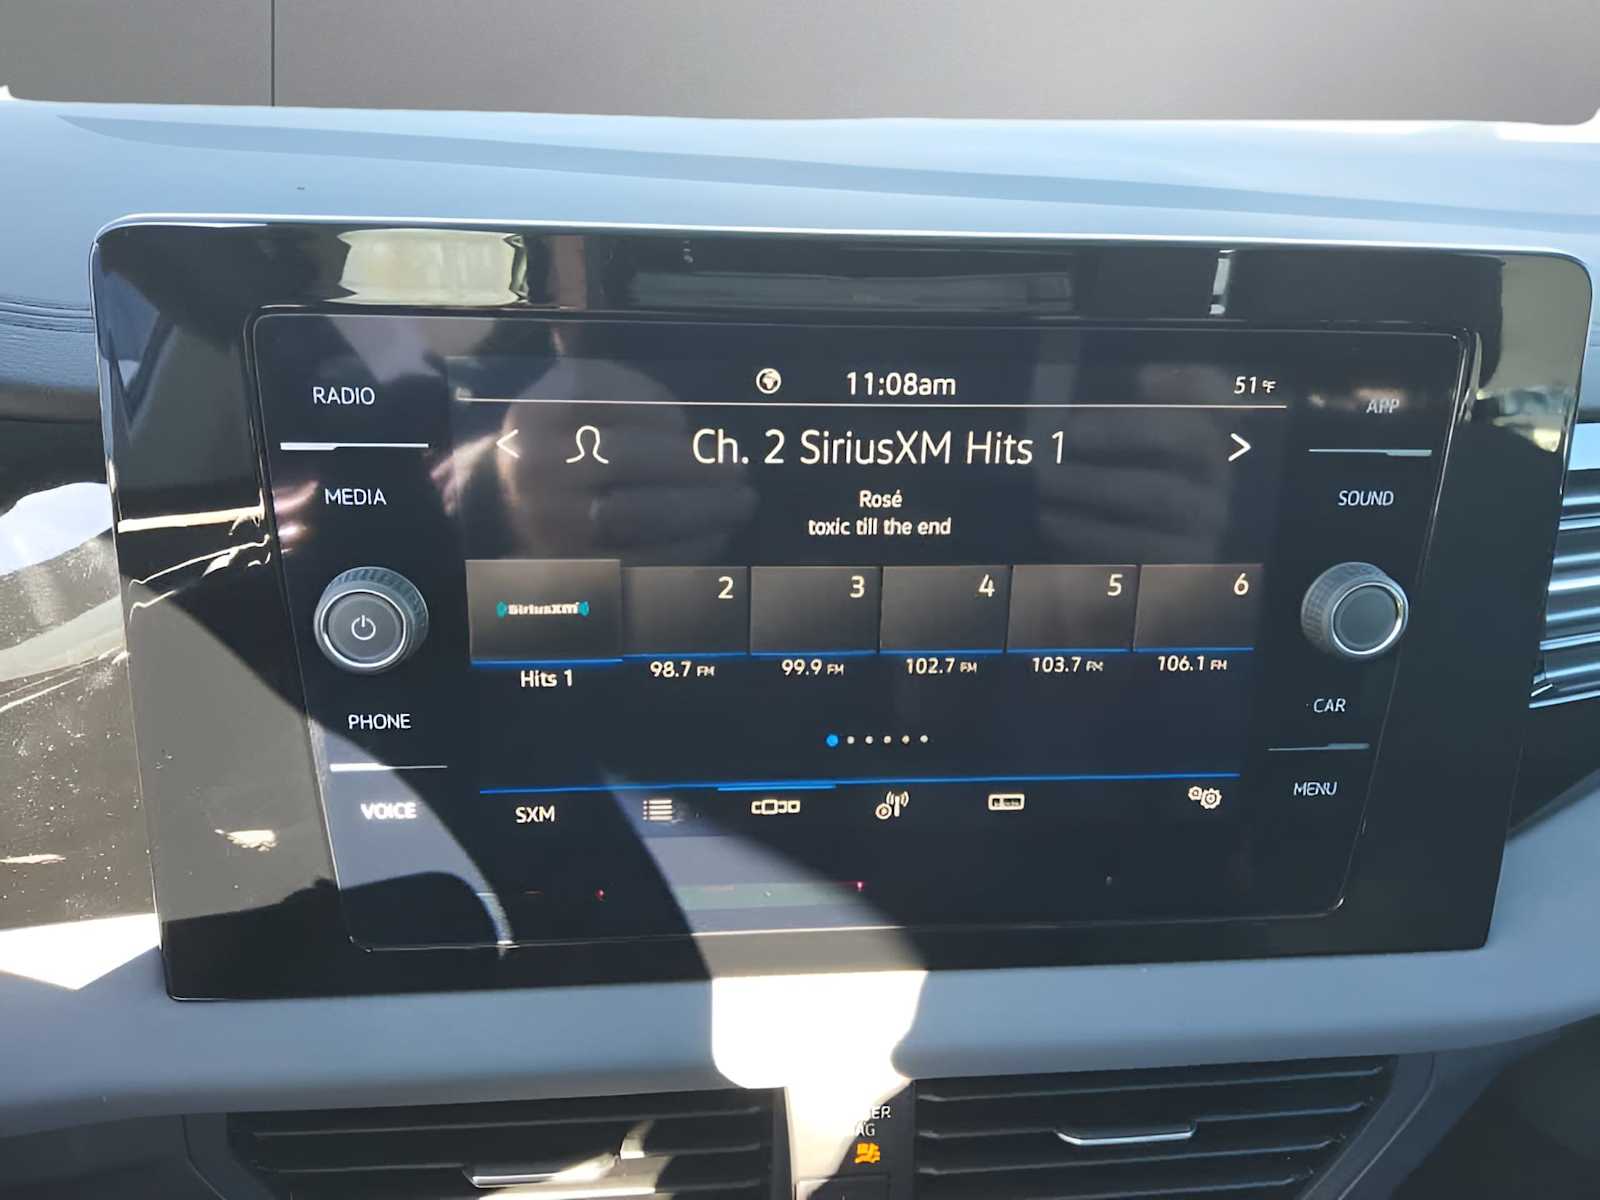 11:08am
51°F
RADIO
APP
Ch. 2 SiriusXM Hits 1
MEDIA
Rosé
SOUND
toxic till the end
SiriusXM
2
3
4
5
6
Hits 1
98.7 FM
99.9 FM
102.7 FM
103.7 FM
106.1 FM
PHONE
CAR
VOICE
SXM
MENU